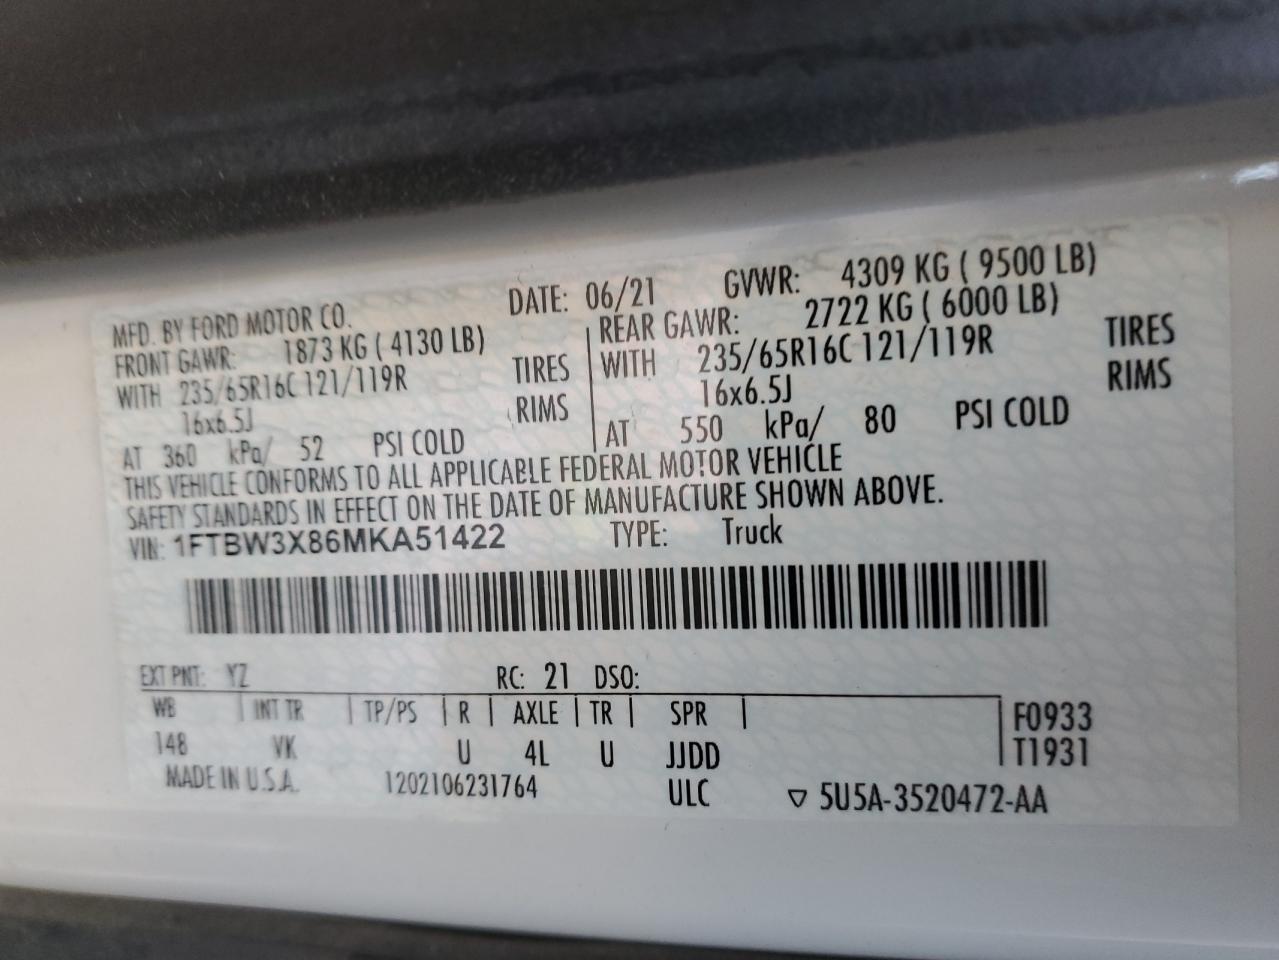 MFD. BY FORD MOTOR CO. DATE: 06/21 GVWR: 4309 KG ( 9500 LB)
FRONT GAWR: 1873 KG ( 4130 LB) REAR GAWR: 2722 KG ( 6000 LB)
WITH 235/65R16C 121/119R TIRES WITH 235/65R16C 121/119R TIRES
16x6.5J RIMS 16x6.5J RIMS
AT 360 kPa/ 52 PSI COLD AT 550 kPa/ 80 PSI COLD
THIS VEHICLE CONFORMS TO ALL APPLICABLE FEDERAL MOTOR VEHICLE
SAFETY STANDARDS IN EFFECT ON THE DATE OF MANUFACTURE SHOWN ABOVE.
VIN: 1FTBW3X86MKA51422 TYPE: Truck
EXT PNT: YZ RC: 21 DSO:
WB | INT TR | TP/PS | R | AXLE | TR | SPR | F0933
148 VK U 4L U JJDD T1931
MADE IN U.S.A. 1202106231764 ULC ▽ 5U5A-3520472-AA